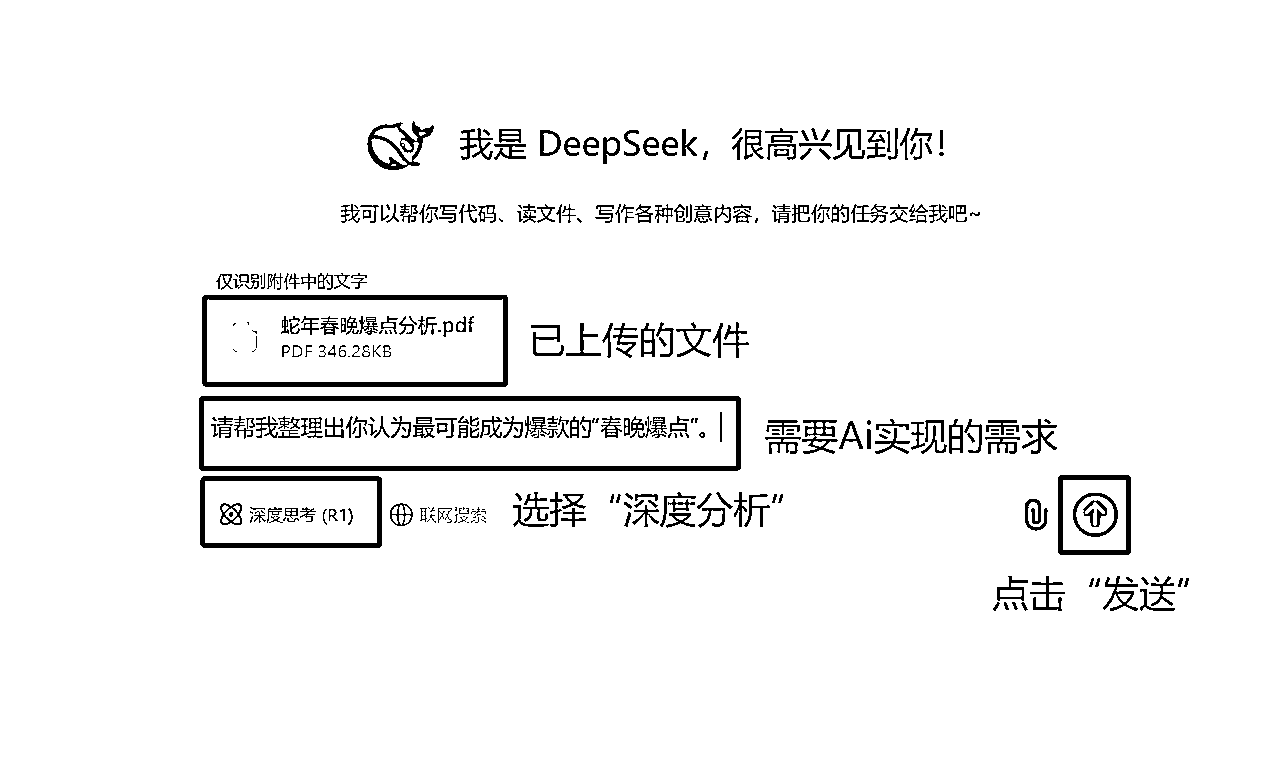 我是 DeepSeek，很高兴见到你！
我可以帮你写代码、读文件、写作各种创意内容，请把你的任务交给我吧~
仅识别附件中的文字
蛇年春晚爆点分析.pdf
PDF 346.28KB
已上传的文件
请帮我整理出你认为最可能成为爆款的“春晚爆点”。
需要Ai实现的需求
深度思考 (R1)
联网搜索
选择“深度分析”
点击“发送”